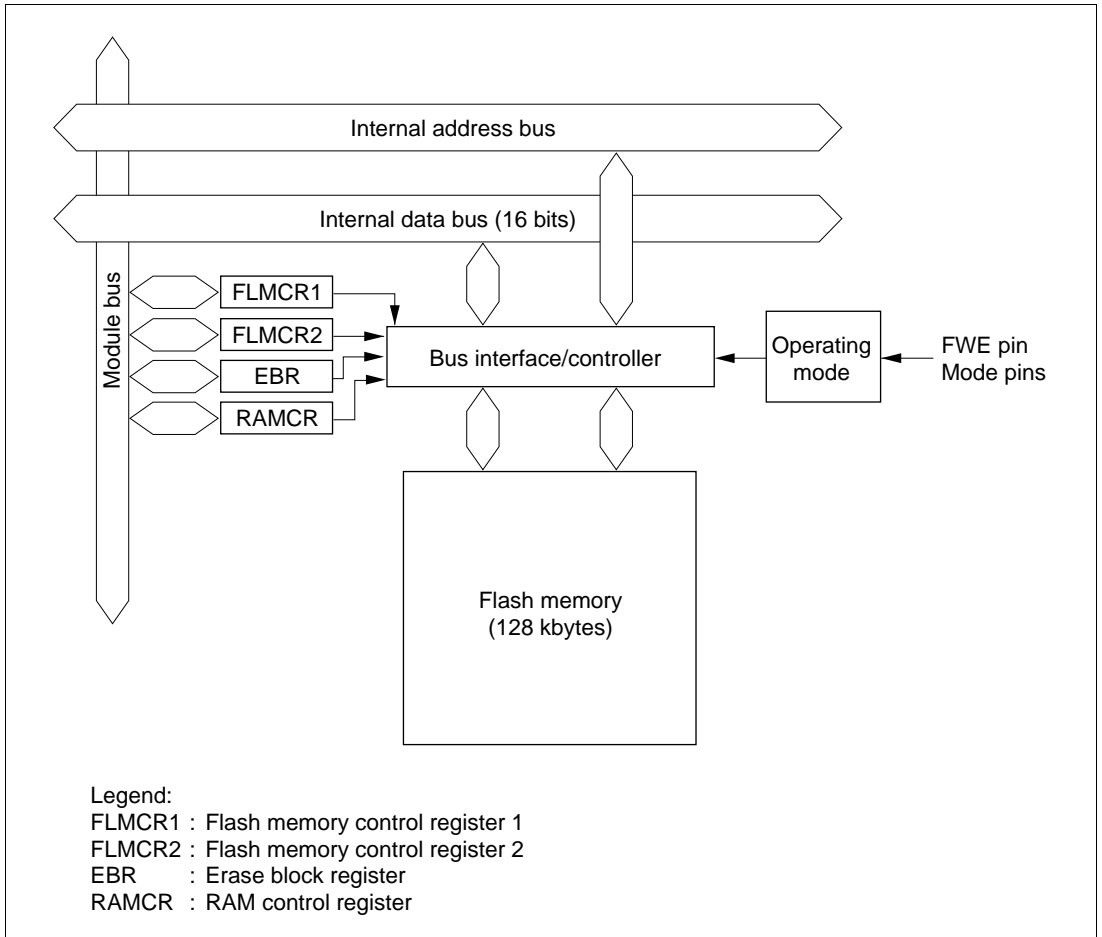 Internal address bus
Internal data bus (16 bits)
Module bus
FLMCR1
FLMCR2
EBR
RAMCR
Bus interface/controller
Operating
mode
FWE pin
Mode pins
Flash memory
(128 kbytes)
Legend:
FLMCR1 : Flash memory control register 1
FLMCR2 : Flash memory control register 2
EBR : Erase block register
RAMCR : RAM control register